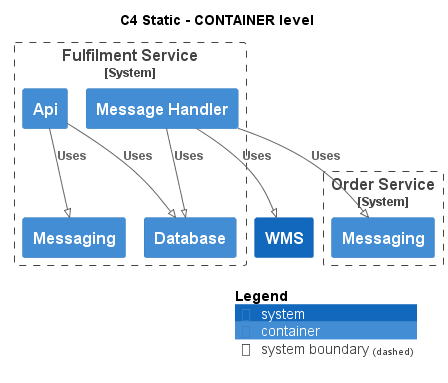 C4 Static - CONTAINER level
Fulfilment Service
[System]
Api
Message Handler
Uses
Uses
Uses
Uses
Uses
Order Service
[System]
Messaging
Database
WMS
Messaging
Legend
system
container
system boundary (dashed)